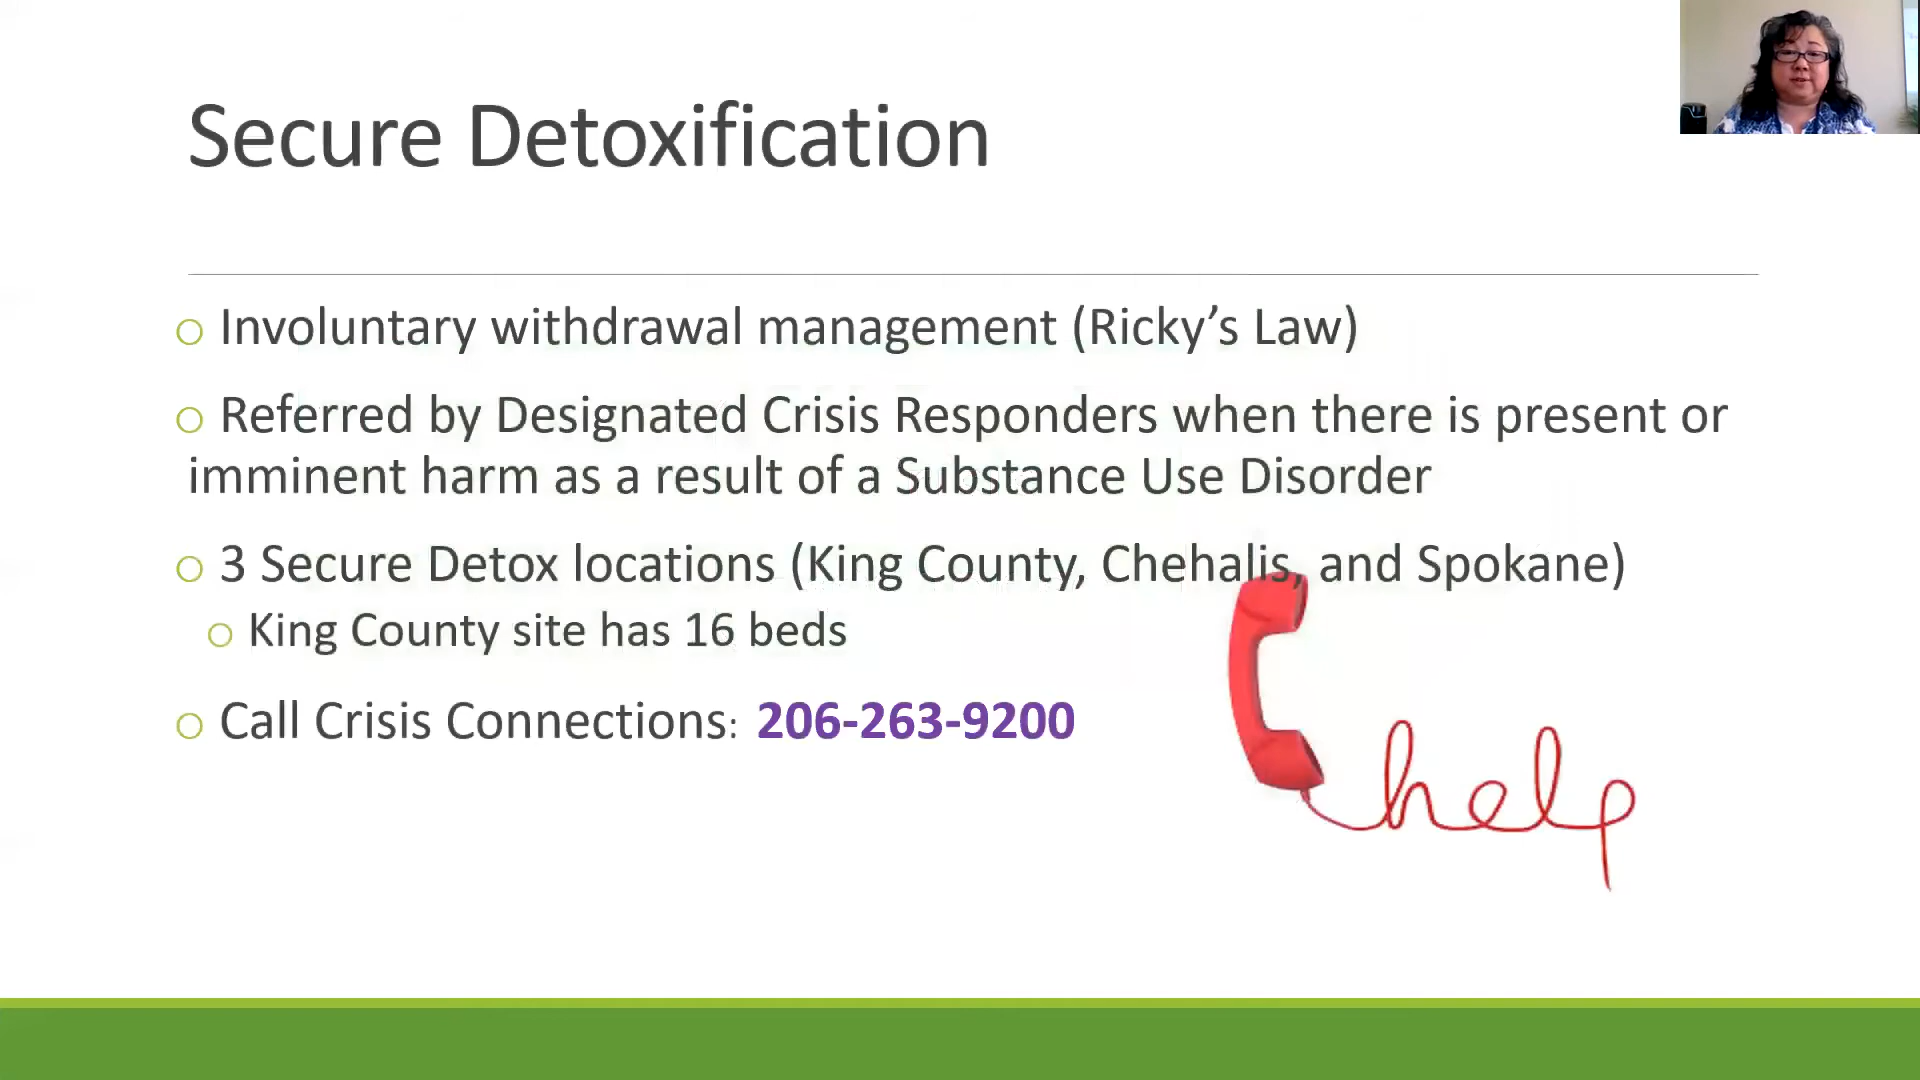 Secure Detoxification
o Involuntary withdrawal management (Ricky’s Law)
o Referred by Designated Crisis Responders when there is present or
imminent harm as a result of a Substance Use Disorder
o 3 Secure Detox locations (King County, Chehalis, and Spokane)
o King County site has 16 beds
o Call Crisis Connections: 206-263-9200
help